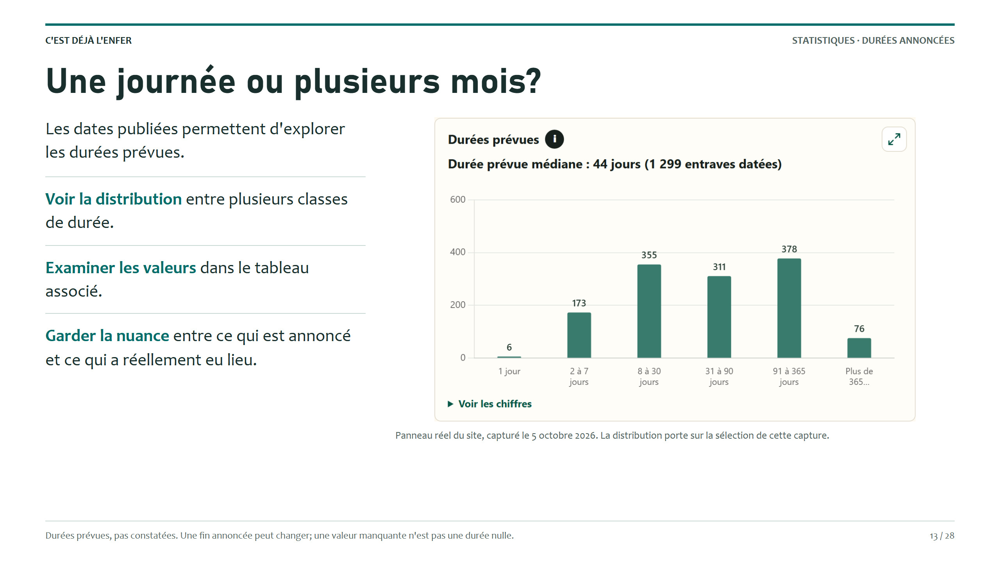 C'EST DÉJÀ L'ENFER
STATISTIQUES · DURÉES ANNONCÉES
Une journée ou plusieurs mois?
Les dates publiées permettent d'explorer
les durées prévues.
Voir la distribution entre plusieurs classes
de durée.
Examiner les valeurs dans le tableau
associé.
Garder la nuance entre ce qui est annoncé
et ce qui a réellement eu lieu.
Durées prévues i
Durée prévue médiane : 44 jours (1 299 entraves datées)
600
400
200
0
6
173
355
311
378
76
1 jour
2 à 7
jours
8 à 30
jours
31 à 90
jours
91 à 365
jours
Plus de
365...
▶ Voir les chiffres
Panneau réel du site, capturé le 5 octobre 2026. La distribution porte sur la sélection de cette capture.
Durées prévues, pas constatées. Une fin annoncée peut changer; une valeur manquante n'est pas une durée nulle.
13 / 28